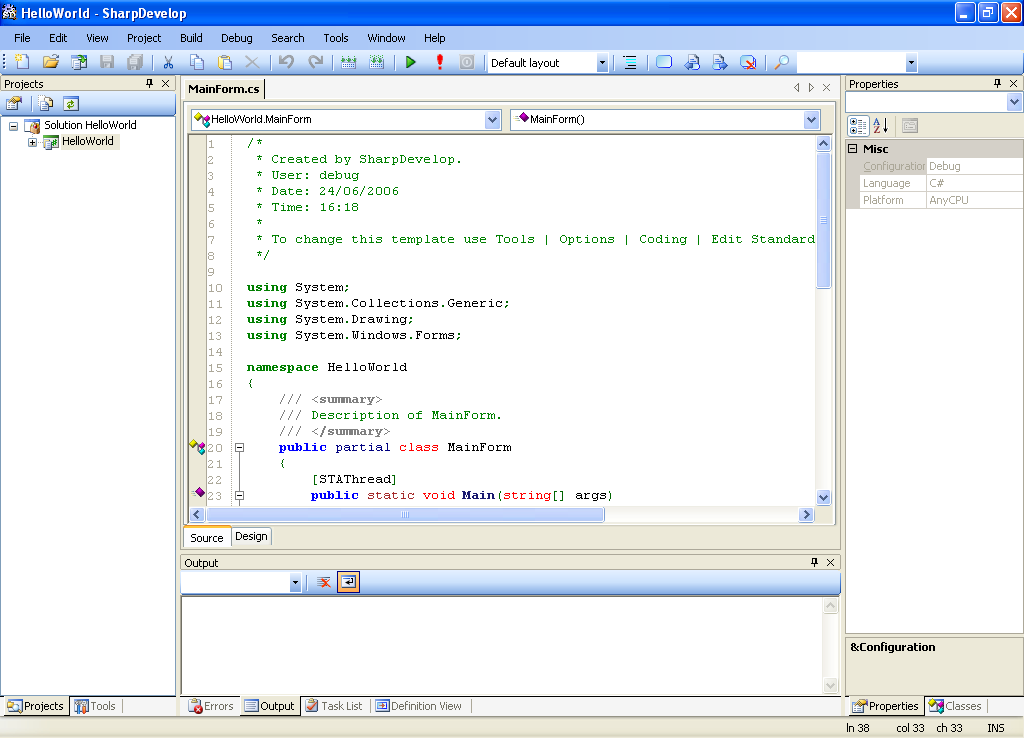 HelloWorld - SharpDevelop
File Edit View Project Build Debug Search Tools Window Help
Default layout
Projects
Solution HelloWorld
HelloWorld
Projects Tools
MainForm.cs
HelloWorld.MainForm MainForm()
1 /*
2 * Created by SharpDevelop.
3 * User: debug
4 * Date: 24/06/2006
5 * Time: 16:18
6 *
7 * To change this template use Tools | Options | Coding | Edit Standard
8 */
9
10 using System;
11 using System.Collections.Generic;
12 using System.Drawing;
13 using System.Windows.Forms;
14
15 namespace HelloWorld
16 {
17 /// <summary>
18 /// Description of MainForm.
19 /// </summary>
20 public partial class MainForm
21 {
22 [STAThread]
23 public static void Main(string[] args)
Source Design
Output
Errors Output Task List Definition View
Properties
A
Z
Misc
Configuration Debug
Language C#
Platform AnyCPU
&Configuration
Properties Classes
ln 38 col 33 ch 33 INS